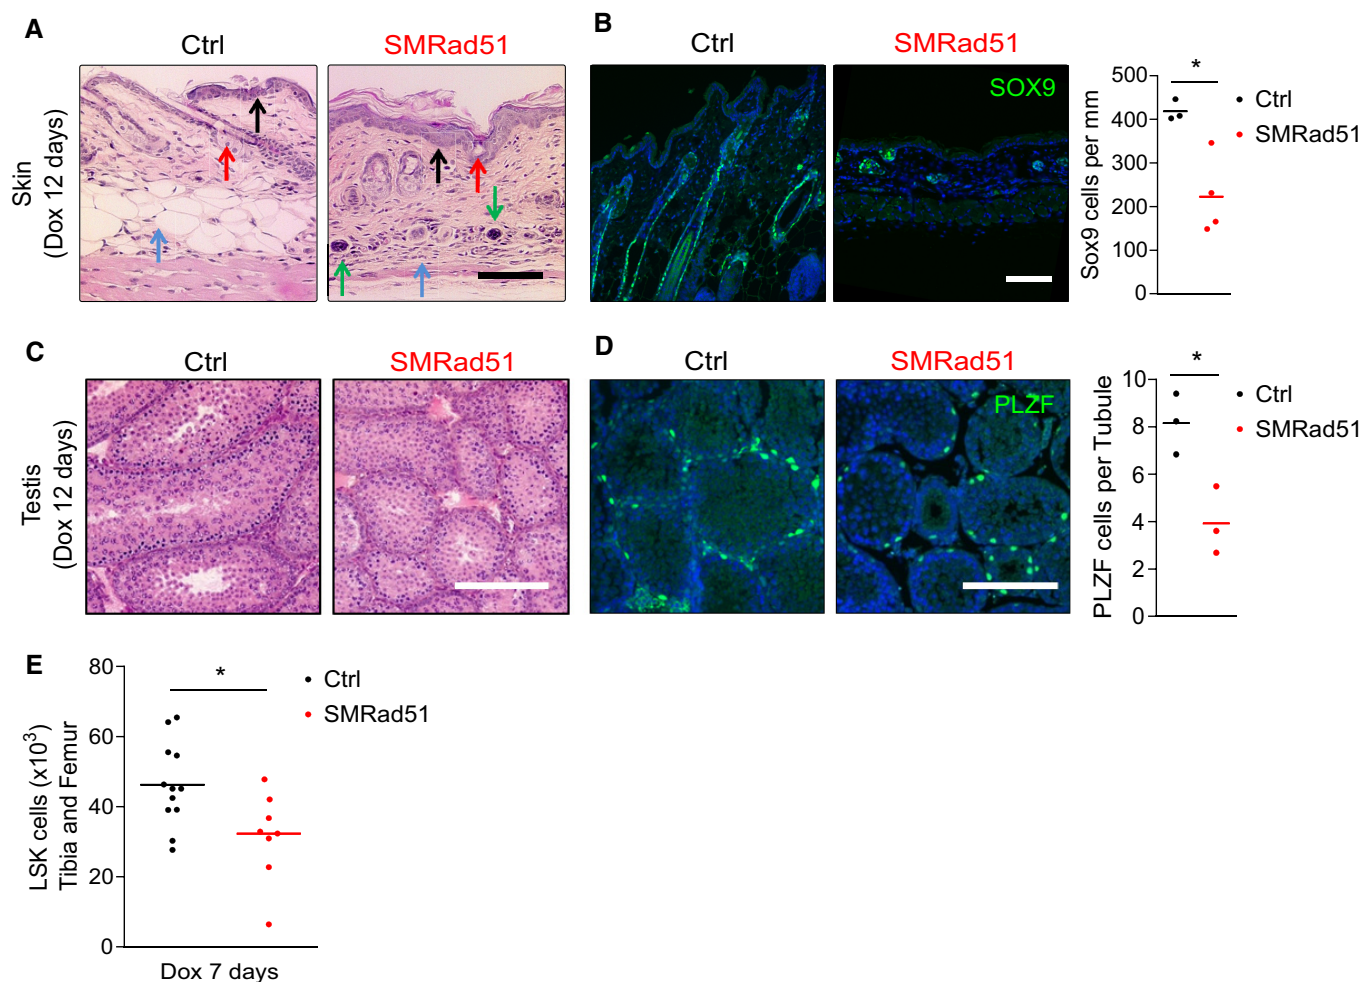 A
Ctrl
SMRad51
Skin
(Dox 12 days)
B
Ctrl
SMRad51
SOX9
Sox9 cells per mm
500
400
300
200
100
0
*
Ctrl
SMRad51
C
Ctrl
SMRad51
Testis
(Dox 12 days)
D
Ctrl
SMRad51
PLZF
PLZF cells per Tubule
10
8
6
4
2
0
*
Ctrl
SMRad51
E
LSK cells (x10³)
Tibia and Femur
80
60
40
20
0
*
Ctrl
SMRad51
Dox 7 days